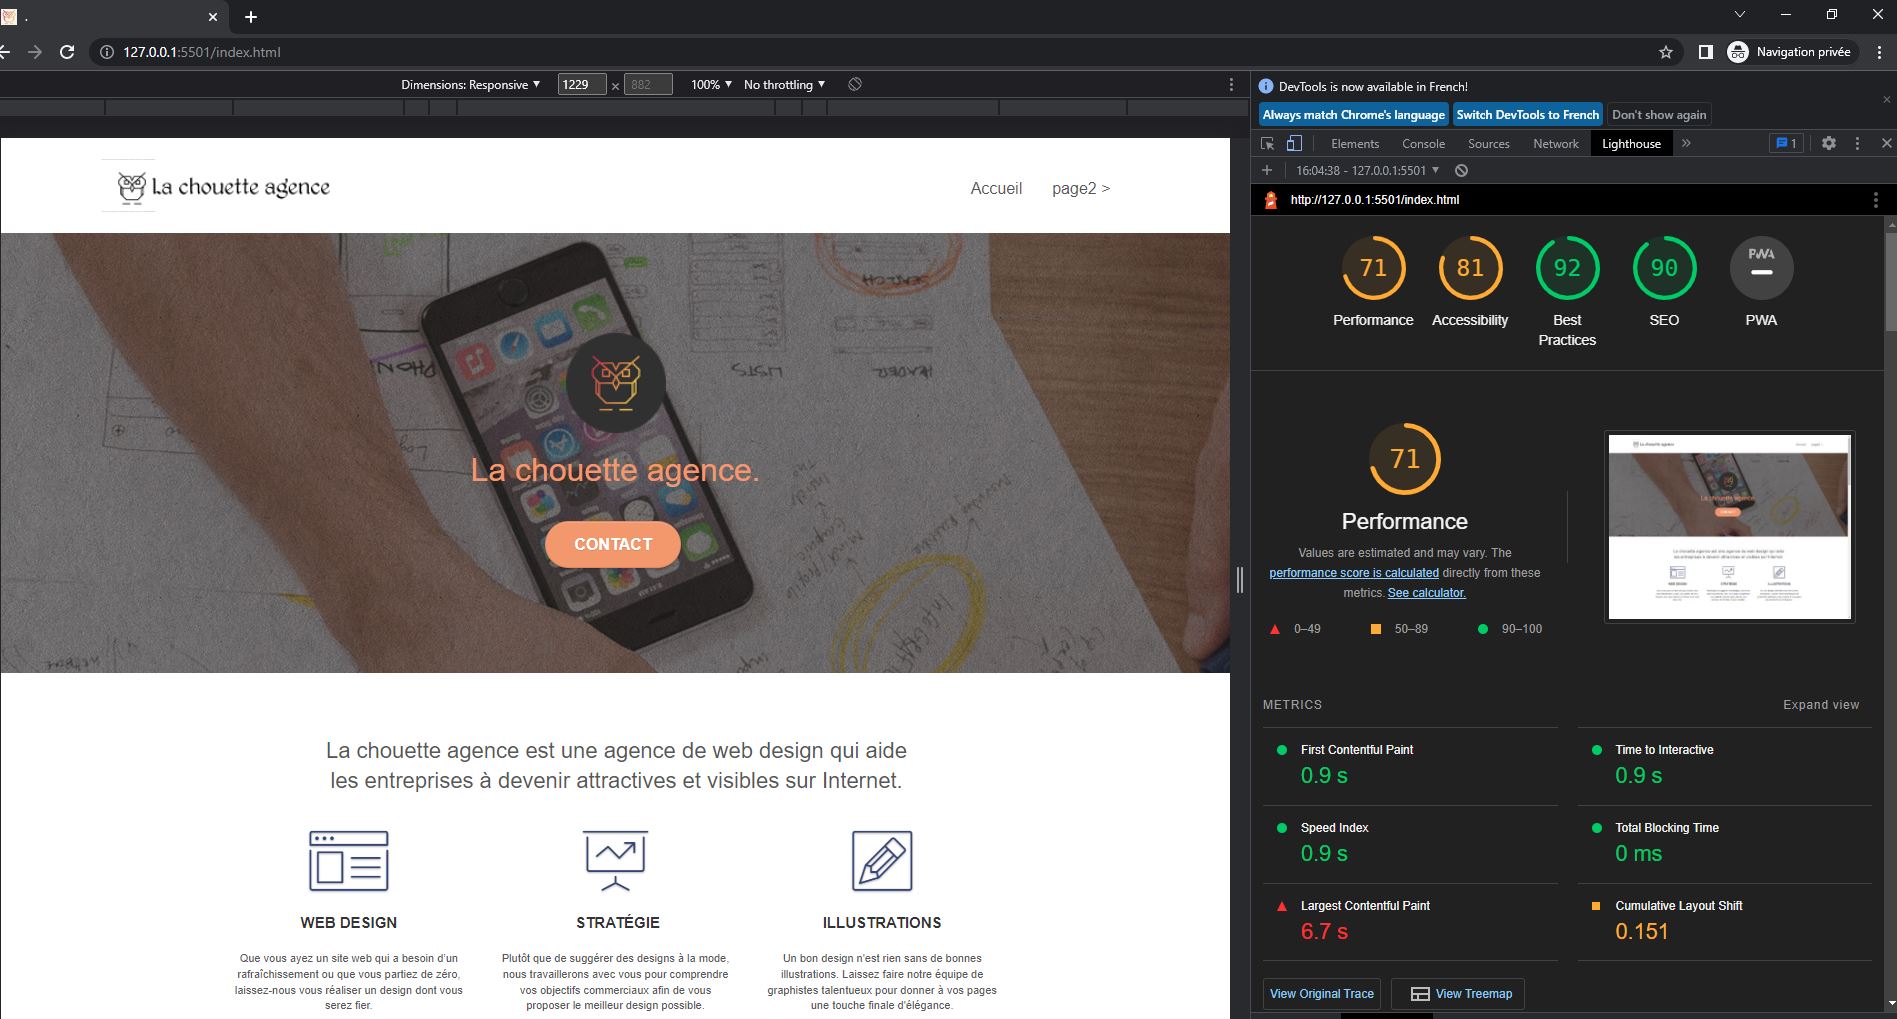 .
127.0.0.1:5501/index.html
Navigation privée
Dimensions: Responsive
1229 x 882
100%
No throttling
DevTools is now available in French!
Always match Chrome's language
Switch DevTools to French
Don't show again
Elements
Console
Sources
Network
Lighthouse
1
16:04:38 - 127.0.0.1:5501
http://127.0.0.1:5501/index.html
La chouette agence
Accueil
page2 >
SEARCH
LISTS
HEADER
La chouette agence.
CONTACT
La chouette agence est une agence de web design qui aide
les entreprises à devenir attractives et visibles sur Internet.
WEB DESIGN
Que vous ayez un site web qui a besoin d'un
rafraîchissement ou que vous partiez de zéro,
laissez-nous vous réaliser un design dont vous
serez fier.
STRATÉGIE
Plutôt que de suggérer des designs à la mode,
nous travaillerons avec vous pour comprendre
vos objectifs commerciaux afin de vous
proposer le meilleur design possible.
ILLUSTRATIONS
Un bon design n'est rien sans de bonnes
illustrations. Laissez faire notre équipe de
graphistes talentueux pour donner à vos pages
une touche finale d'élégance.
71
Performance
81
Accessibility
92
Best
Practices
90
SEO
PWA
PWA
71
Performance
Values are estimated and may vary. The
performance score is calculated directly from these
metrics. See calculator.
0–49
50–89
90–100
METRICS
Expand view
First Contentful Paint
0.9 s
Time to Interactive
0.9 s
Speed Index
0.9 s
Total Blocking Time
0 ms
Largest Contentful Paint
6.7 s
Cumulative Layout Shift
0.151
View Original Trace
View Treemap